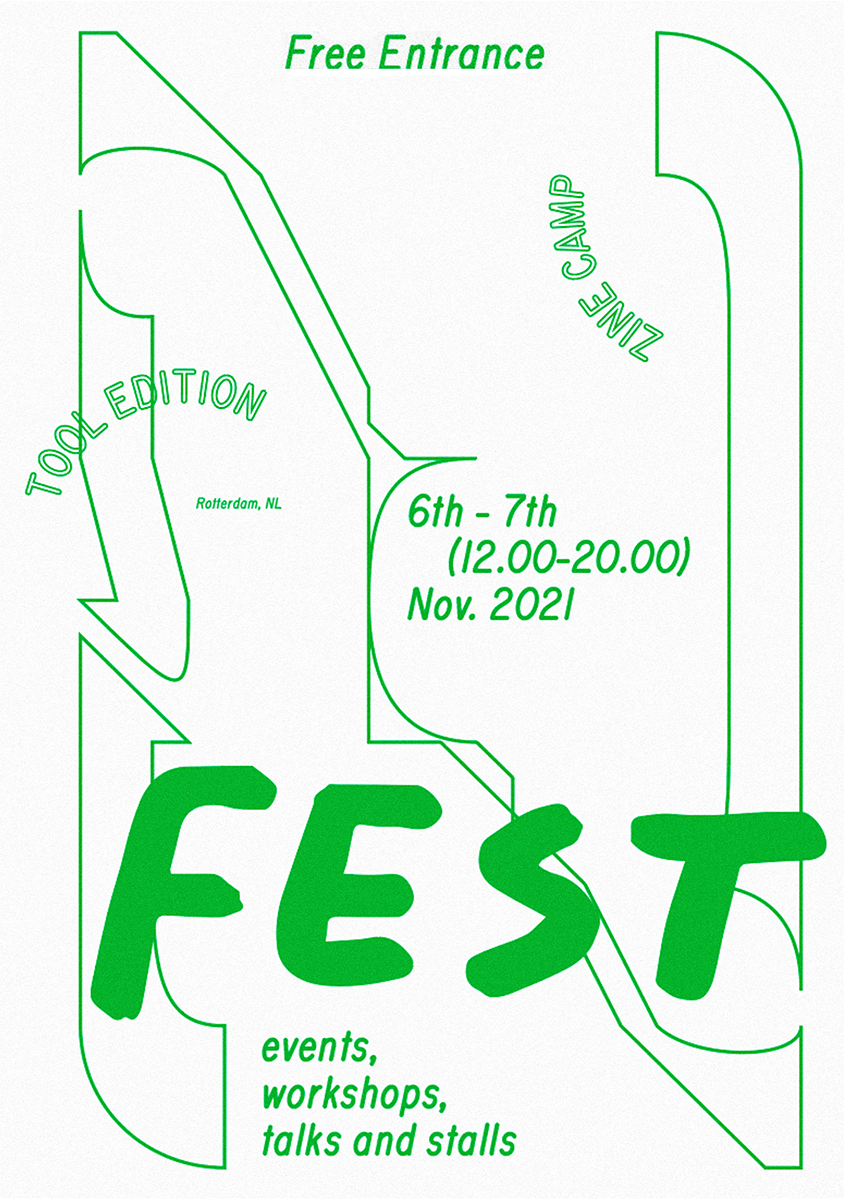 Free Entrance
ZINE CAMP
TOOL EDITION
Rotterdam, NL
6th - 7th
(12.00-20.00)
Nov. 2021
FEST
events,
workshops,
talks and stalls